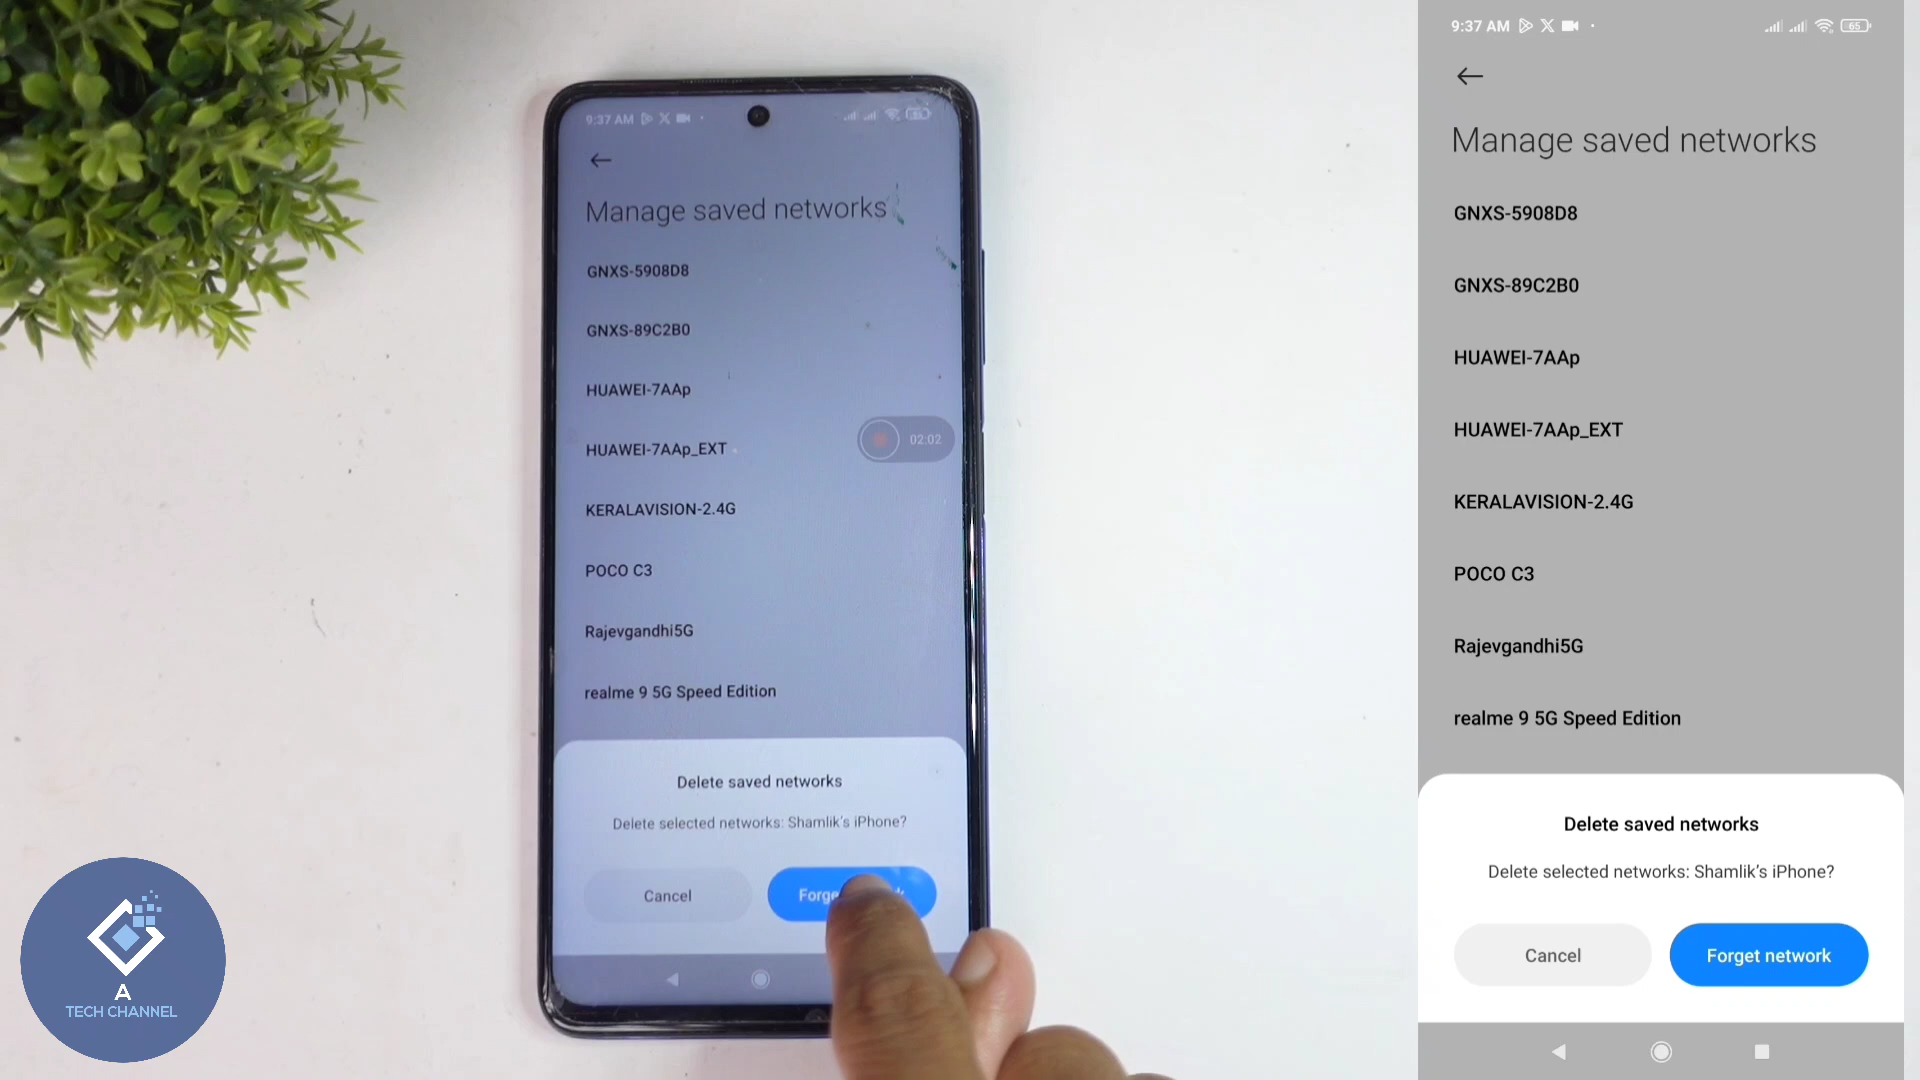 9:37 AM
Manage saved networks
GNXS-5908D8
GNXS-89C2B0
HUAWEI-7AAp
HUAWEI-7AAp_EXT
02:02
KERALAVISION-2.4G
POCO C3
Rajevgandhi5G
realme 9 5G Speed Edition
Delete saved networks
Delete selected networks: Shamlik's iPhone?
Cancel
A
TECH CHANNEL
9:37 AM
65
Manage saved networks
GNXS-5908D8
GNXS-89C2B0
HUAWEI-7AAp
HUAWEI-7AAp_EXT
KERALAVISION-2.4G
POCO C3
Rajevgandhi5G
realme 9 5G Speed Edition
Delete saved networks
Delete selected networks: Shamlik's iPhone?
Cancel
Forget network